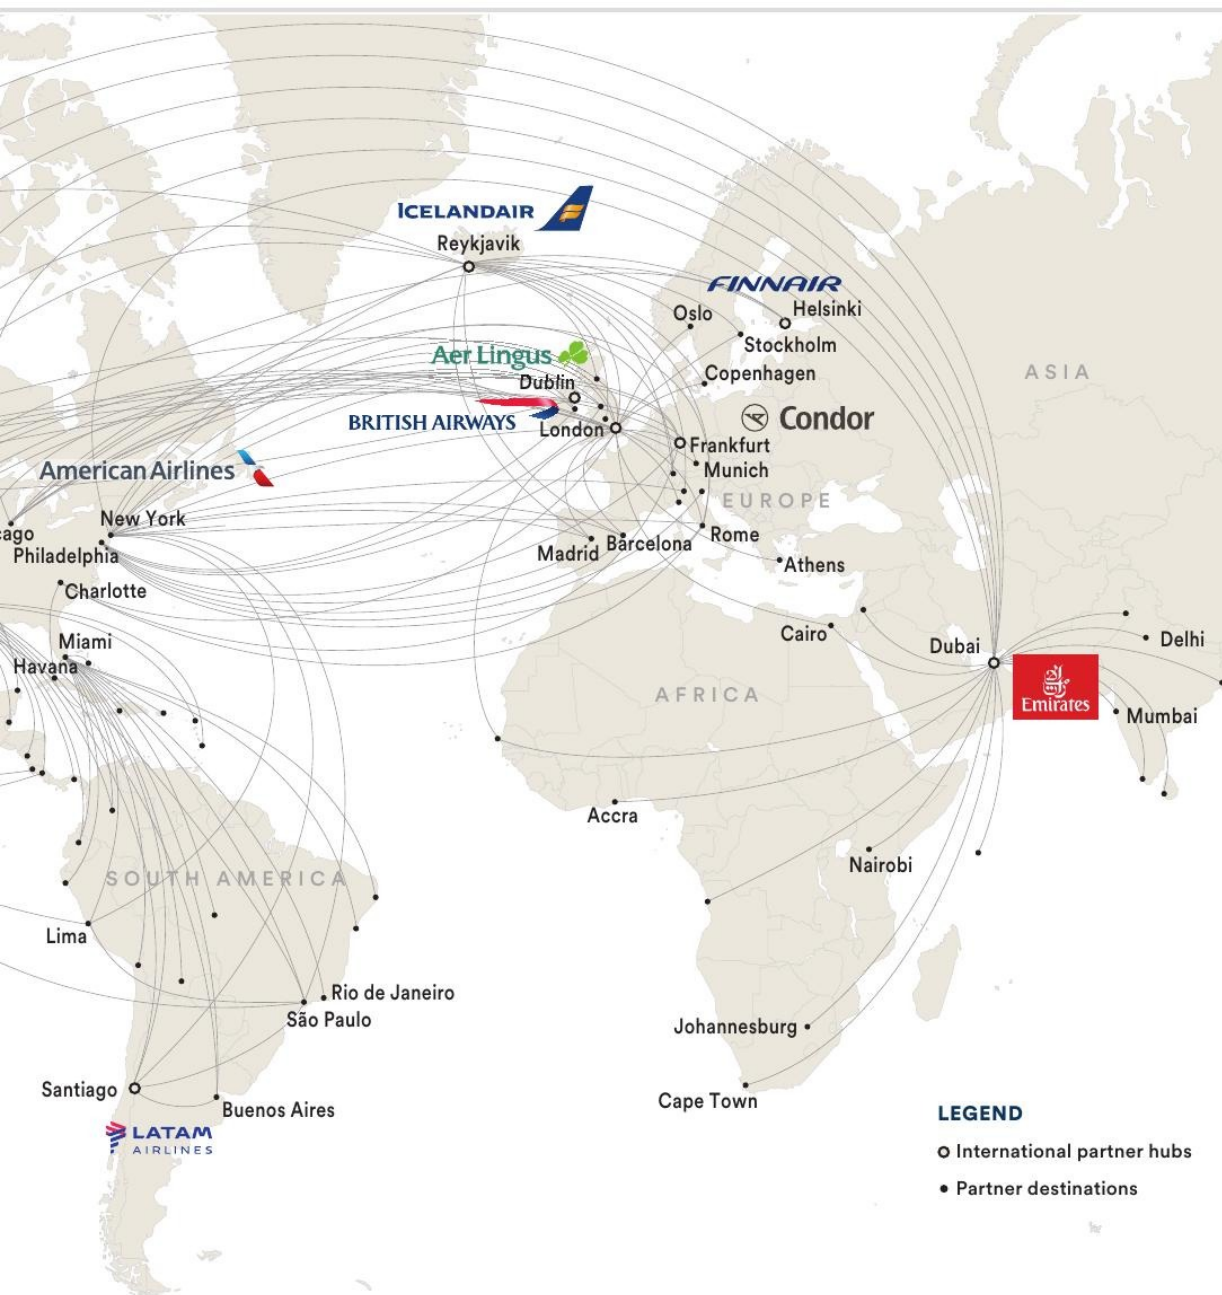 ICELANDAIR
Reykjavik
FINNAIR
Helsinki
Oslo
Stockholm
Aer Lingus
Dublin
Copenhagen
ASIA
BRITISH AIRWAYS
London
Condor
Frankfurt
Munich
American Airlines
EUROPE
New York
cago
Philadelphia
Madrid
Barcelona
Rome
Athens
Charlotte
Miami
Havana
Cairo
Dubai
Delhi
AFRICA
Emirates
Mumbai
Accra
Nairobi
SOUTH AMERICA
Lima
Rio de Janeiro
São Paulo
Johannesburg
Santiago
Buenos Aires
Cape Town
LATAM
AIRLINES
LEGEND
International partner hubs
Partner destinations